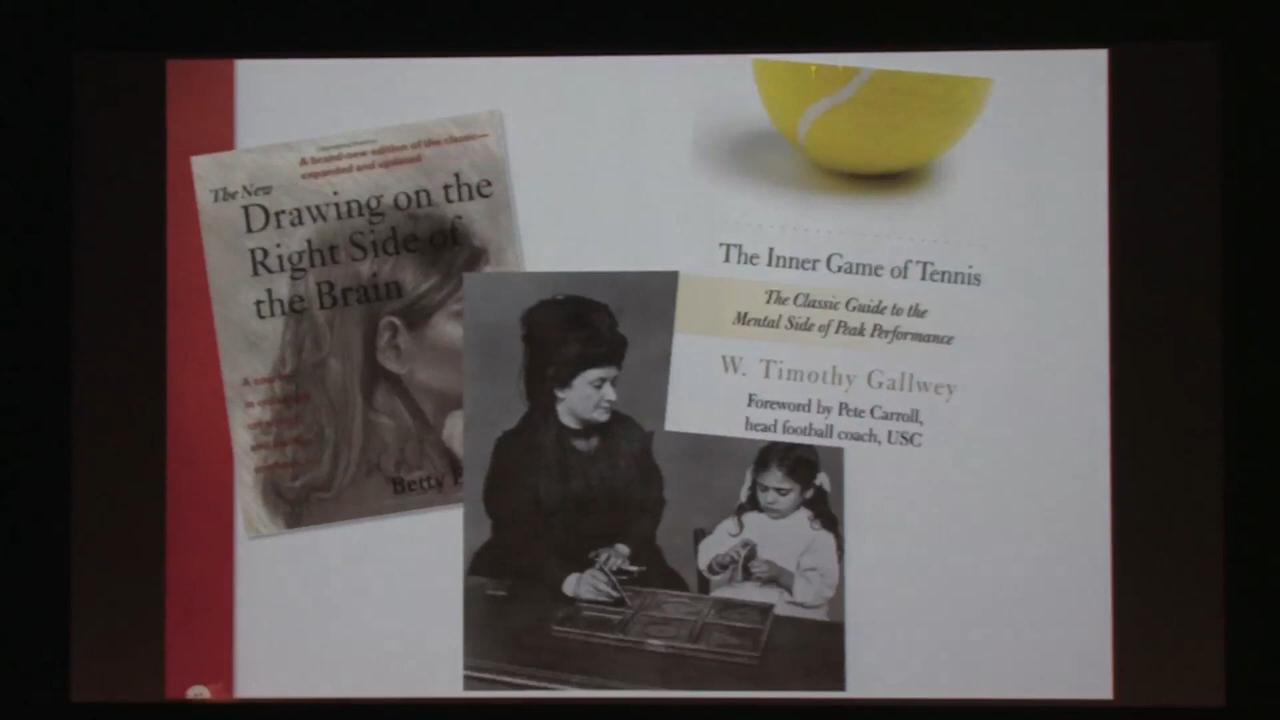 A brand-new edition of the classic—
expanded and updated
The New
Drawing on the
Right Side of
the Brain
Betty
The Inner Game of Tennis
The Classic Guide to the
Mental Side of Peak Performance
W. Timothy Gallwey
Foreword by Pete Carroll,
head football coach, USC